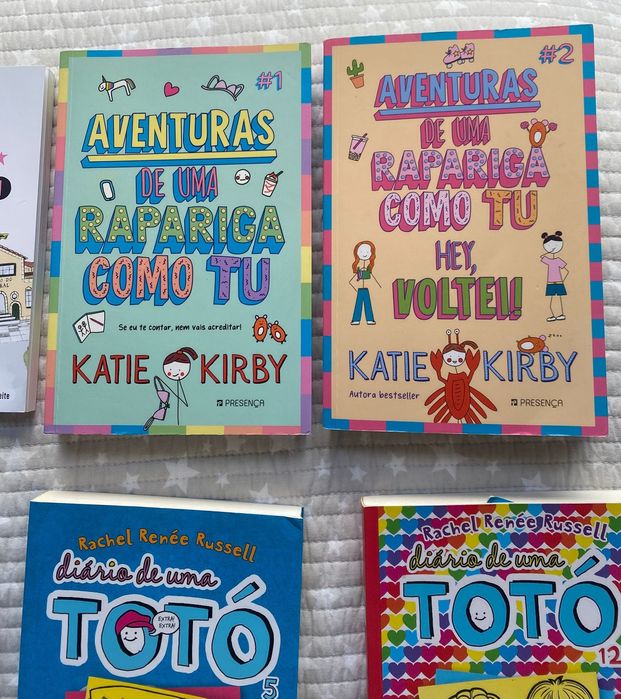 #1
AVENTURAS
DE UMA
RAPARIGA
COMO TU
Se eu te contar, nem vais acreditar!
KATIE KIRBY
PRESENÇA
#2
AVENTURAS
DE UMA
RAPARIGA
COMO TU
HEY,
VOLTEI!
KATIE KIRBY
Autora bestseller
PRESENÇA
Rachel Renée Russell
diário de uma
TOTÓ
EXTRA!
EXTRA!
5
Rachel Renée Russell
diário de uma
TOTÓ
12